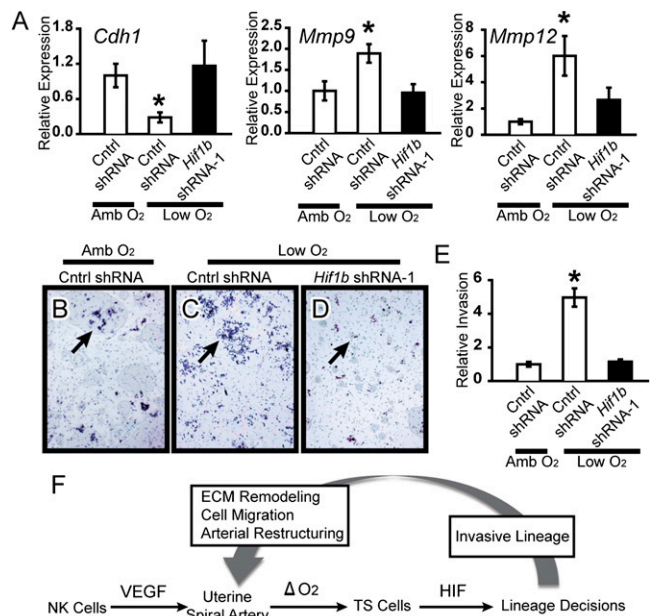 A
Cdh1
Relative Expression
1.2
0.8
0.4
0.0
Cntrl shRNA
Cntrl shRNA
Hif1b shRNA-1
Amb O2
Low O2
Mmp9
Relative Expression
2.5
2.0
1.5
1.0
0.5
0.0
*
Cntrl shRNA
Cntrl shRNA
Hif1b shRNA-1
Amb O2
Low O2
Mmp12
Relative Expression
8
6
4
2
0
*
Cntrl shRNA
Cntrl shRNA
Hif1b shRNA-1
Amb O2
Low O2
Amb O2
Low O2
Cntrl shRNA
Cntrl shRNA
Hif1b shRNA-1
B
C
D
E
Relative Invasion
6
4
2
0
*
Cntrl shRNA
Cntrl shRNA
Hif1b shRNA-1
Amb O2
Low O2
F
ECM Remodeling
Cell Migration
Arterial Restructuring
Invasive Lineage
NK Cells
VEGF
Uterine
Spiral Artery
Δ O2
TS Cells
HIF
Lineage Decisions